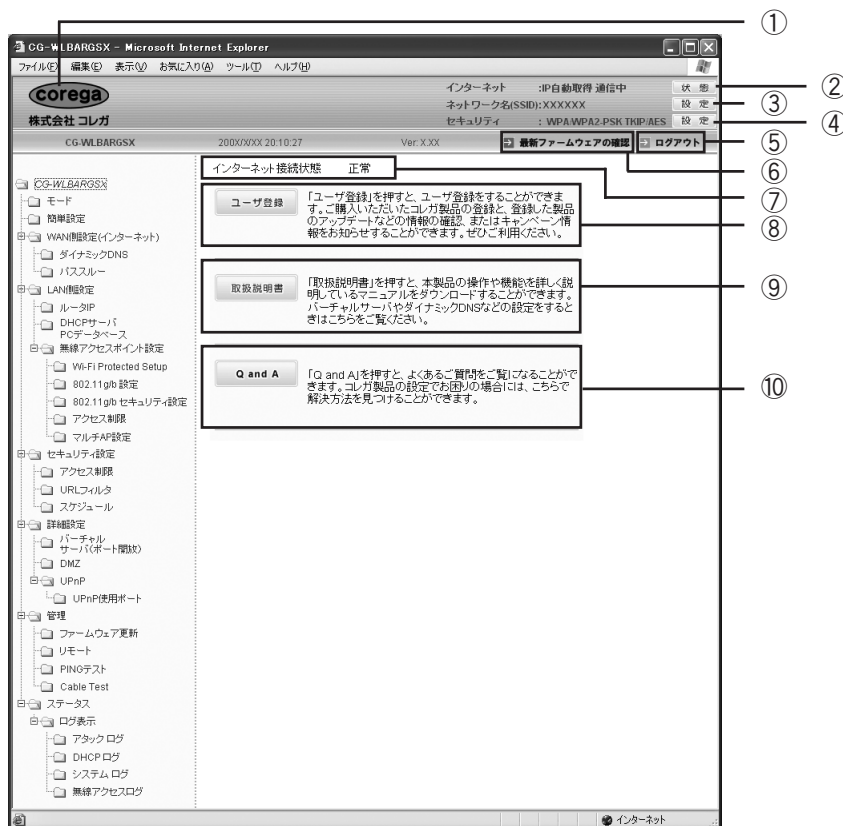 ①
CG-WLBARGSX - Microsoft Internet Explorer
ファイル(F) 編集(E) 表示(V) お気に入り(A) ツール(T) ヘルプ(H)
corega
株式会社 コレガ
インターネット :IP自動取得 通信中 状 態 ②
ネットワーク名(SSID):XXXXXX 設 定 ③
セキュリティ : WPA/WPA2-PSK TKIP/AES 設 定 ④
CG-WLBARGSX 200X/X/XX 20:10:27 Ver: X.XX 最新ファームウェアの確認 ログアウト ⑤
⑥
インターネット接続状態 正常
⑦
ユーザ登録
「ユーザ登録」を押すと、ユーザ登録をすることができま
す。ご購入いただいたコレガ製品の登録と、登録した製品
のアップデートなどの情報の確認、またはキャンペーン情
報をお知らせすることができます。ぜひご利用ください。
⑧
取扱説明書
「取扱説明書」を押すと、本製品の操作や機能を詳しく説
明しているマニュアルをダウンロードすることができます。
バーチャルサーバやダイナミックDNSなどの設定をすると
きはこちらをご覧ください。
⑨
Q and A
「Q and A」を押すと、よくあるご質問をご覧になることがで
きます。コレガ製品の設定でお困りの場合には、こちらで
解決方法を見つけることができます。
⑩
CG-WLBARGSX
モード
簡単設定
WAN側設定(インターネット)
ダイナミックDNS
パススルー
LAN側設定
ルータIP
DHCPサーバ
PCデータベース
無線アクセスポイント設定
Wi-Fi Protected Setup
802.11g/b 設定
802.11g/b セキュリティ設定
アクセス制限
マルチAP設定
セキュリティ設定
アクセス制限
URLフィルタ
スケジュール
詳細設定
バーチャル
サーバ(ポート開放)
DMZ
UPnP
UPnP使用ポート
管理
ファームウェア更新
リモート
PINGテスト
Cable Test
ステータス
ログ表示
アタック ログ
DHCP ログ
システム ログ
無線アクセスログ
インターネット